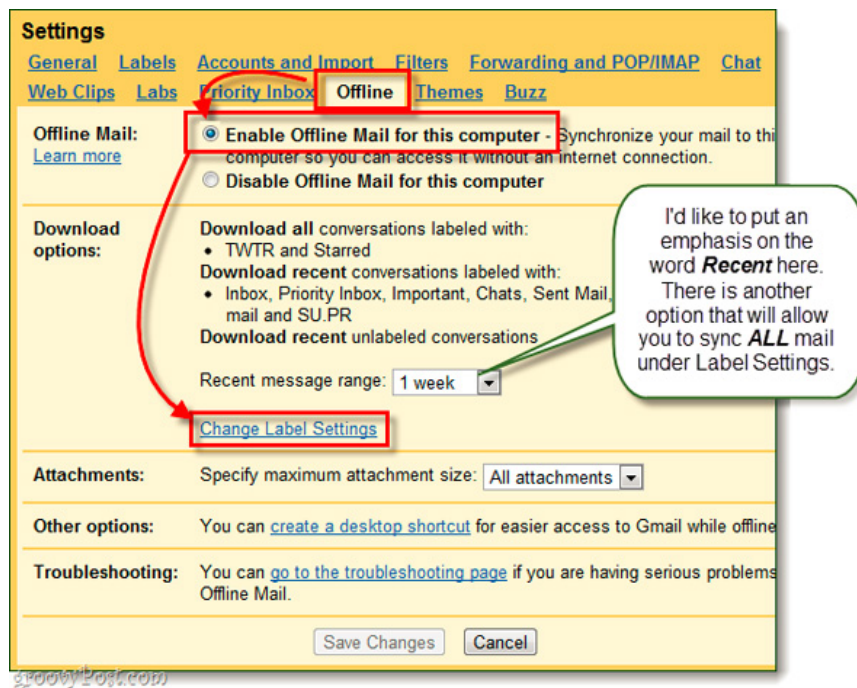 Settings
General Labels Accounts and Import Filters Forwarding and POP/IMAP Chat
Web Clips Labs Priority Inbox Offline Themes Buzz
Offline Mail:
Learn more
Enable Offline Mail for this computer - Synchronize your mail to thi
computer so you can access it without an internet connection.
Disable Offline Mail for this computer
Download
options:
Download all conversations labeled with:
• TWTR and Starred
Download recent conversations labeled with:
• Inbox, Priority Inbox, Important, Chats, Sent Mail,
mail and SU.PR
Download recent unlabeled conversations
Recent message range: 1 week
Change Label Settings
I'd like to put an
emphasis on the
word Recent here.
There is another
option that will allow
you to sync ALL mail
under Label Settings.
Attachments: Specify maximum attachment size: All attachments
Other options: You can create a desktop shortcut for easier access to Gmail while offline
Troubleshooting: You can go to the troubleshooting page if you are having serious problems
Offline Mail.
Save Changes Cancel
groovyPost.com